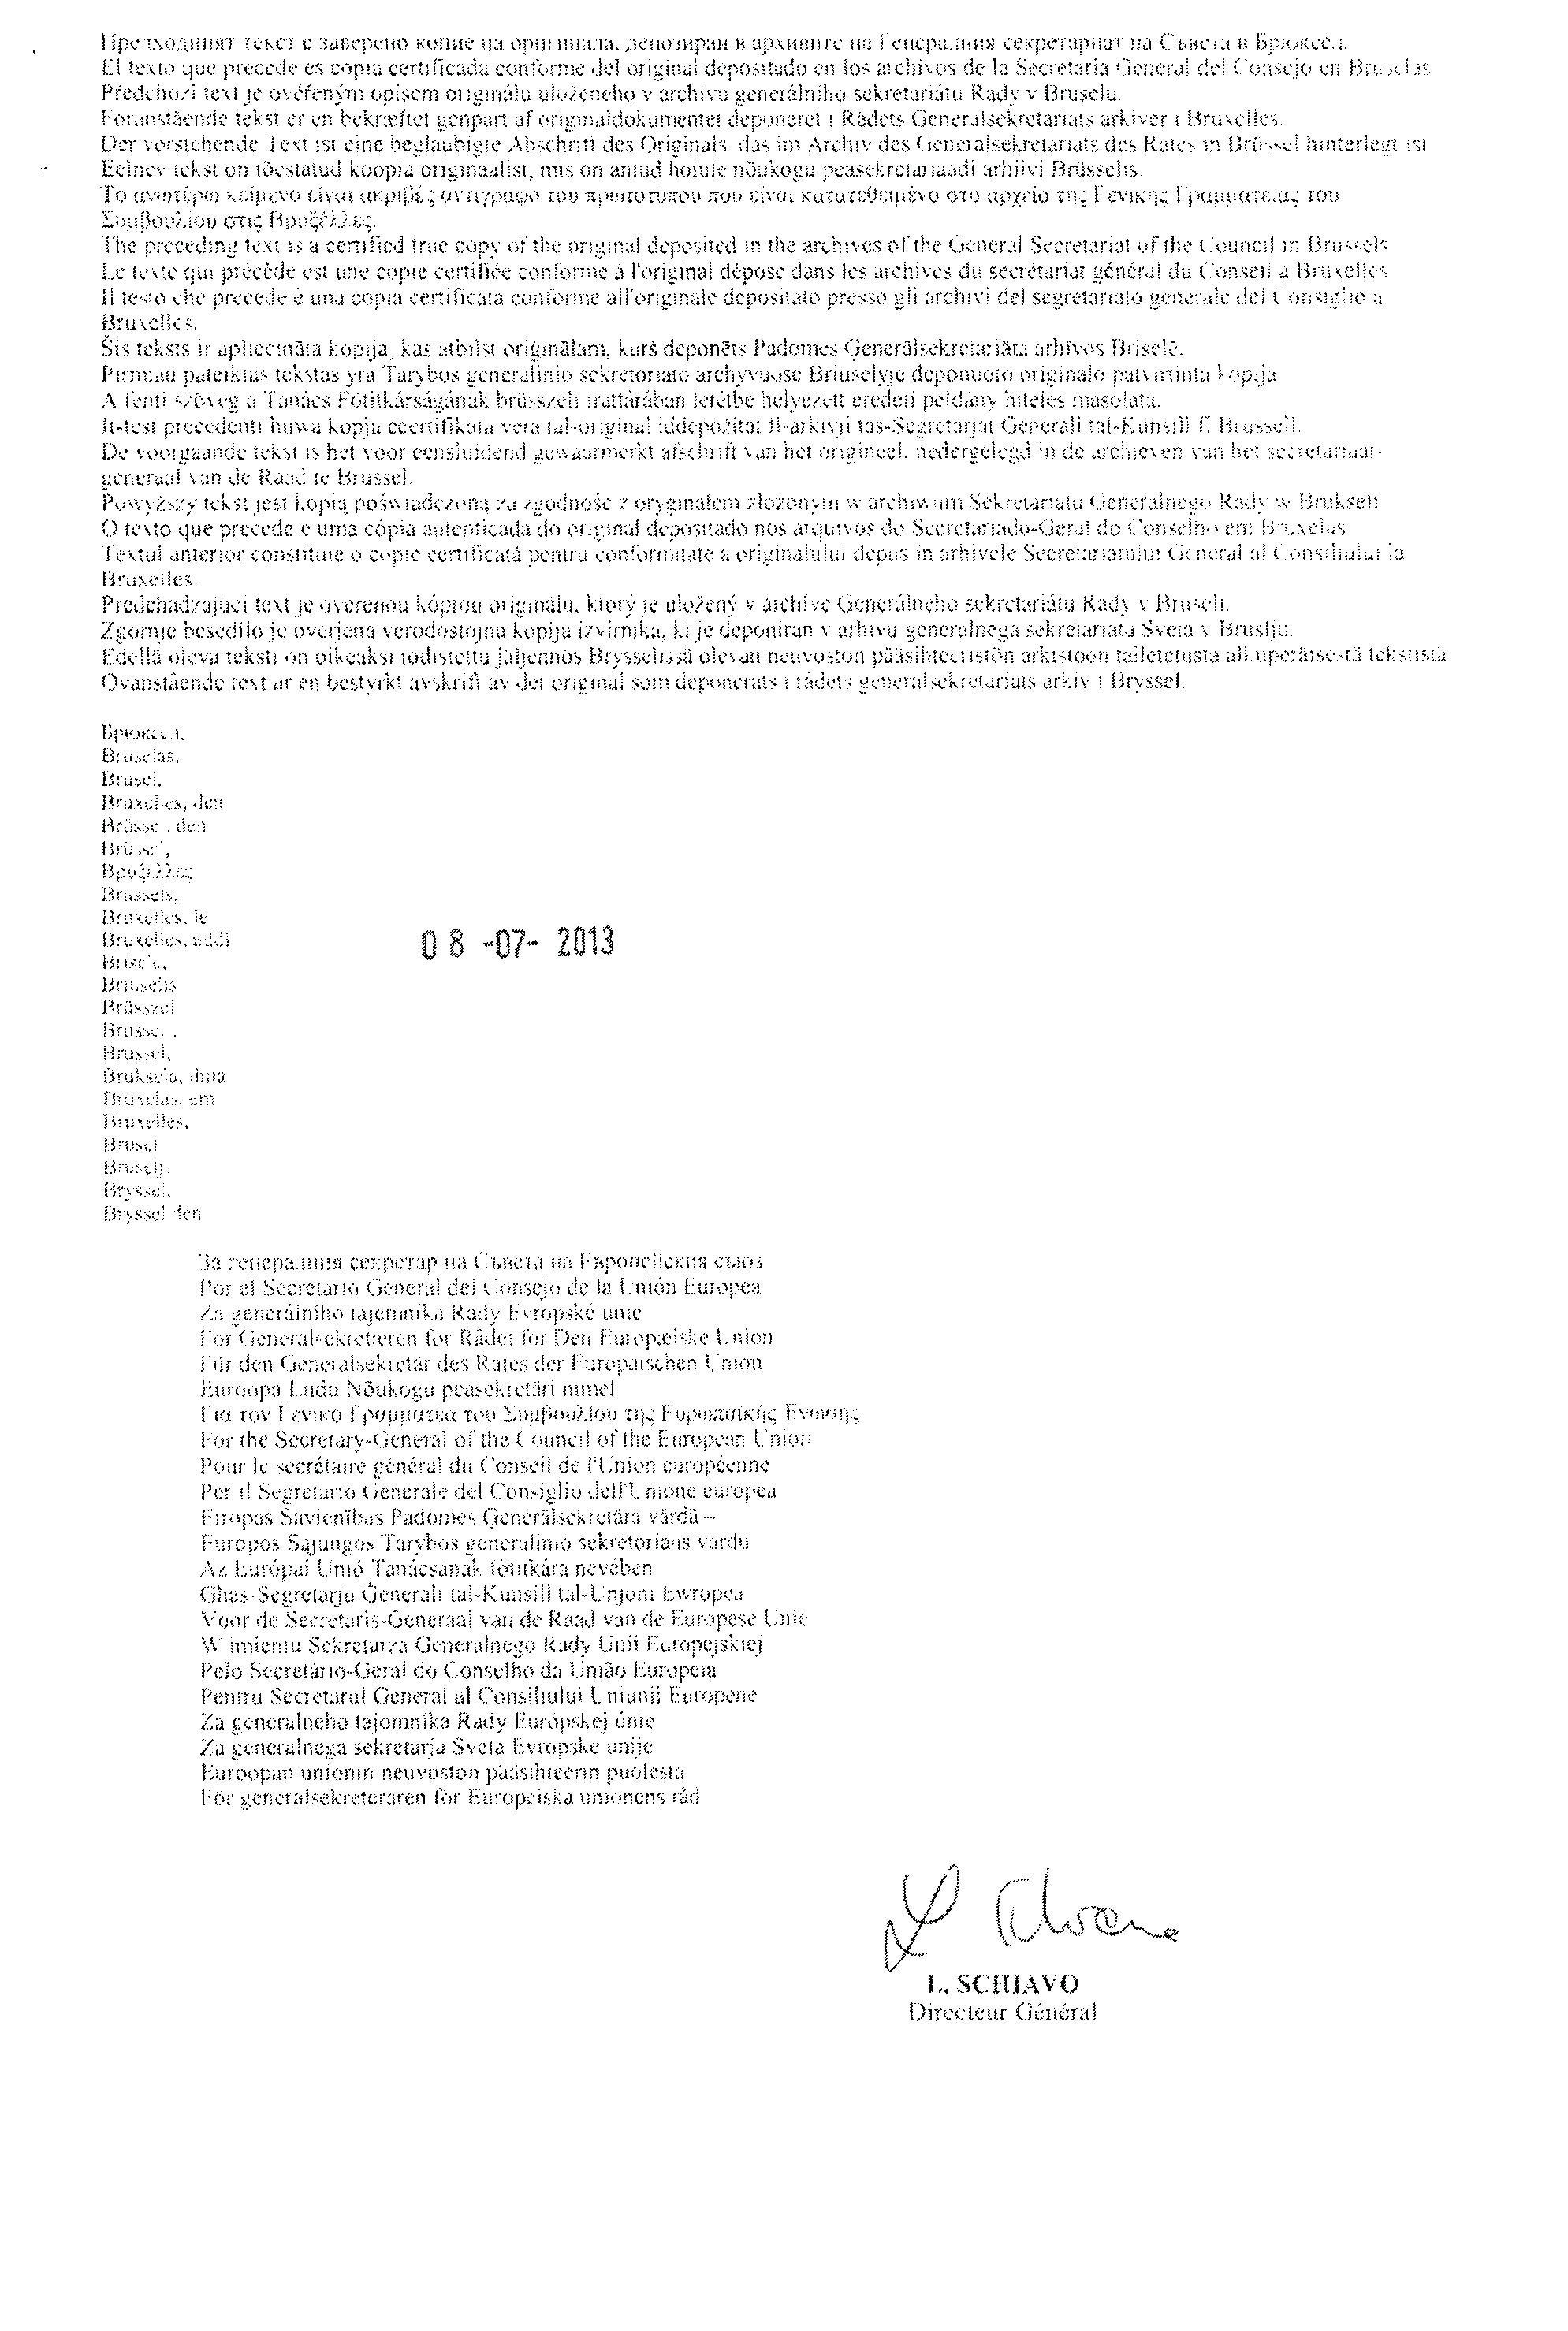 Предходният текст е заверено копие на оригинала, депозиран в архивите на Генералния секретариат на Съвета в Брюксел.
El texto que precede es copia certificada conforme del original depositado en los archivos de la Secretaría General del Consejo en Bruselas
Předchozí text je ověřeným opisem originálu uloženého v archivu generálního sekretariátu Rady v Bruselu.
Foranstående tekst er en bekræftet genpart af originaldokumentet deponeret i Rådets Generalsekretariats arkiver i Bruxelles.
Der vorstehende Text ist eine beglaubigte Abschrift des Originals, das im Archiv des Generalsekretariats des Rates in Brüssel hinterlegt ist
Eelnev tekst on tõestatud koopia originaalist, mis on antud hoiule nõukogu peasekretariaadi arhiivi Brüsselis.
Το ανωτέρω κείμενο είναι ακριβές αντίγραφο του πρωτοτύπου που είναι κατατεθειμένο στο αρχείο της Γενικής Γραμματείας του
Συμβουλίου στις Βρυξέλλες.
The preceding text is a certified true copy of the original deposited in the archives of the General Secretariat of the Council in Brussels
Le texte qui précède est une copie certifiée conforme à l'original déposé dans les archives du secrétariat général du Conseil à Bruxelles
Il testo che precede è una copia certificata conforme all'originale depositato presso gli archivi del segretariato generale del Consiglio a
Bruxelles.
Šis teksts ir apliecināta kopija, kas atbilst oriģinālam, kurš deponēts Padomes Ģenerālsekretariāta arhīvos Briselē.
Pirmiau pateiktas tekstas yra Tarybos generalinio sekretoriato archyvuose Briuselyje deponuoto originalo patvirtinta kopija
A fenti szöveg a Tanács Főtitkárságának brüsszeli irattárában letétbe helyezett eredeti példány hiteles másolata.
It-test preċedenti huwa kopja ċċertifikata vera tal-oriġinal iddepożitat fl-arkivji tas-Segretarjat Ġenerali tal-Kunsill fi Brussell.
De voorgaande tekst is het voor eensluidend gewaarmerkt afschrift van het origineel, nedergelegd in de archieven van het secretariaat-
generaal van de Raad te Brussel.
Powyższy tekst jest kopią poświadczoną za zgodność z oryginałem złożonym w archiwum Sekretariatu Generalnego Rady w Brukseli
O texto que precede é uma cópia autenticada do original depositado nos arquivos do Secretariado-Geral do Conselho em Bruxelas
Textul anterior constituie o copie certificată pentru conformitate a originalului depus în arhivele Secretariatului General al Consiliului la
Bruxelles.
Predchádzajúci text je overenou kópiou originálu, ktorý je uložený v archíve Generálneho sekretariátu Rady v Bruseli.
Zgornje besedilo je overjena verodostojna kopija izvirnika, ki je deponiran v arhivu generalnega sekretariata Sveta v Bruslju.
Edellä oleva teksti on oikeaksi todistettu jäljennös Brysselissä olevan neuvoston pääsihteeristön arkistoon talletetusta alkuperäisestä tekstistä
Ovanstående text är en bestyrkt avskrift av det original som deponerats i rådets generalsekretariats arkiv i Bryssel.
Брюксел,
Bruselas,
Brusel,
Bruxelles, den
Brüssel, den
Brüssel,
Βρυξέλλες
Brussels,
Bruxelles, le
Bruxelles, addì
Briselē,
Briuselis
Brüsszel
Brussell,
Brussel,
Bruksela, dnia
Bruxelas, em
Bruxelles,
Brusel
Bruselj,
Bryssel,
Bryssel den
08 -07- 2013
За генералния секретар на Съвета на Европейския съюз
Por el Secretario General del Consejo de la Unión Europea
Za generálního tajemníka Rady Evropské unie
For Generalsekretæren for Rådet for Den Europæiske Union
Für den Generalsekretär des Rates der Europäischen Union
Euroopa Liidu Nõukogu peasekretäri nimel
Για τον Γενικό Γραμματέα του Συμβουλίου της Ευρωπαϊκής Ένωσης
For the Secretary-General of the Council of the European Union
Pour le secrétaire général du Conseil de l'Union européenne
Per il Segretario Generale del Consiglio dell'Unione europea
Eiropas Savienības Padomes Ģenerālsekretāra vārdā –
Europos Sąjungos Tarybos generalinio sekretoriaus vardu
Az Európai Unió Tanácsának főtitkára nevében
Għas-Segretarju Ġenerali tal-Kunsill tal-Unjoni Ewropea
Voor de Secretaris-Generaal van de Raad van de Europese Unie
W imieniu Sekretarza Generalnego Rady Unii Europejskiej
Pelo Secretário-Geral do Conselho da União Europeia
Pentru Secretarul General al Consiliului Uniunii Europene
Za generálneho tajomníka Rady Európskej únie
Za generalnega sekretarja Sveta Evropske unije
Euroopan unionin neuvoston pääsihteerin puolesta
För generalsekreteraren för Europeiska unionens råd
L. SCHIAVO
Directeur Général